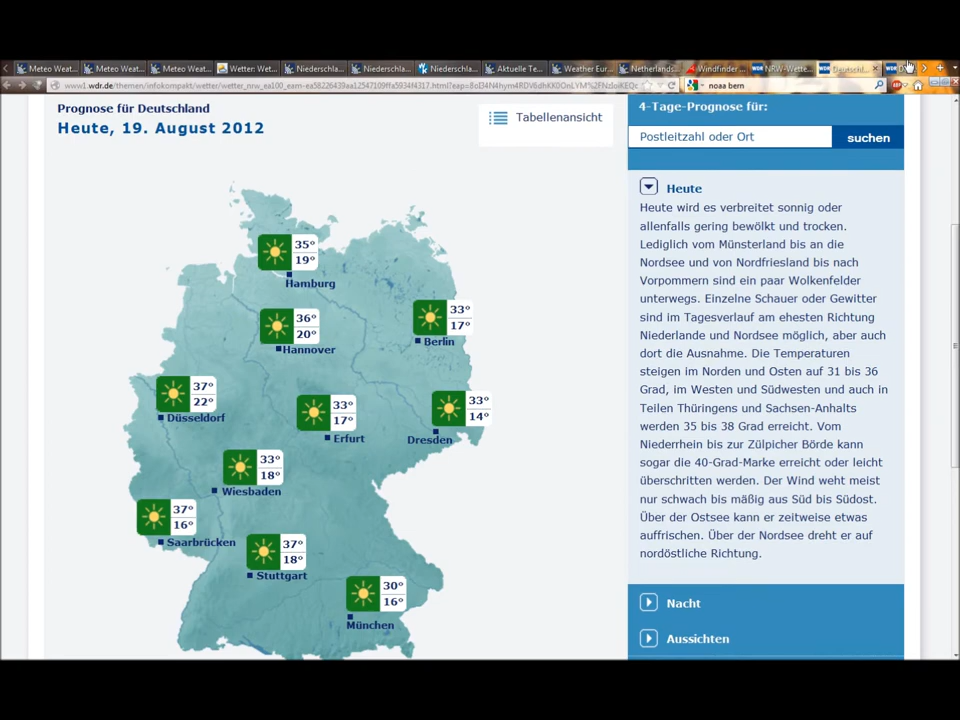 Meteo Weat...
Meteo Weat...
Meteo Weat...
Wetter: Wet...
Niederschla...
Niederschla...
Niederschla...
Aktuelle Te...
Weather Eur...
Netherlands...
Windfinder ...
NRW-Wette...
Deutschl...
noaa bern
Prognose für Deutschland
Heute, 19. August 2012
Tabellenansicht
35°
19°
Hamburg
36°
20°
Hannover
33°
17°
Berlin
37°
22°
Düsseldorf
33°
17°
Erfurt
33°
14°
Dresden
33°
18°
Wiesbaden
37°
16°
Saarbrücken
37°
18°
Stuttgart
30°
16°
München
4-Tage-Prognose für:
Postleitzahl oder Ort
suchen
Heute
Heute wird es verbreitet sonnig oder
allenfalls gering bewölkt und trocken.
Lediglich vom Münsterland bis an die
Nordsee und von Nordfriesland bis nach
Vorpommern sind ein paar Wolkenfelder
unterwegs. Einzelne Schauer oder Gewitter
sind im Tagesverlauf am ehesten Richtung
Niederlande und Nordsee möglich, aber auch
dort die Ausnahme. Die Temperaturen
steigen im Norden und Osten auf 31 bis 36
Grad, im Westen und Südwesten und auch in
Teilen Thüringens und Sachsen-Anhalts
werden 35 bis 38 Grad erreicht. Vom
Niederrhein bis zur Zülpicher Börde kann
sogar die 40-Grad-Marke erreicht oder leicht
überschritten werden. Der Wind weht meist
nur schwach bis mäßig aus Süd bis Südost.
Über der Ostsee kann er zeitweise etwas
auffrischen. Über der Nordsee dreht er auf
nordöstliche Richtung.
Nacht
Aussichten